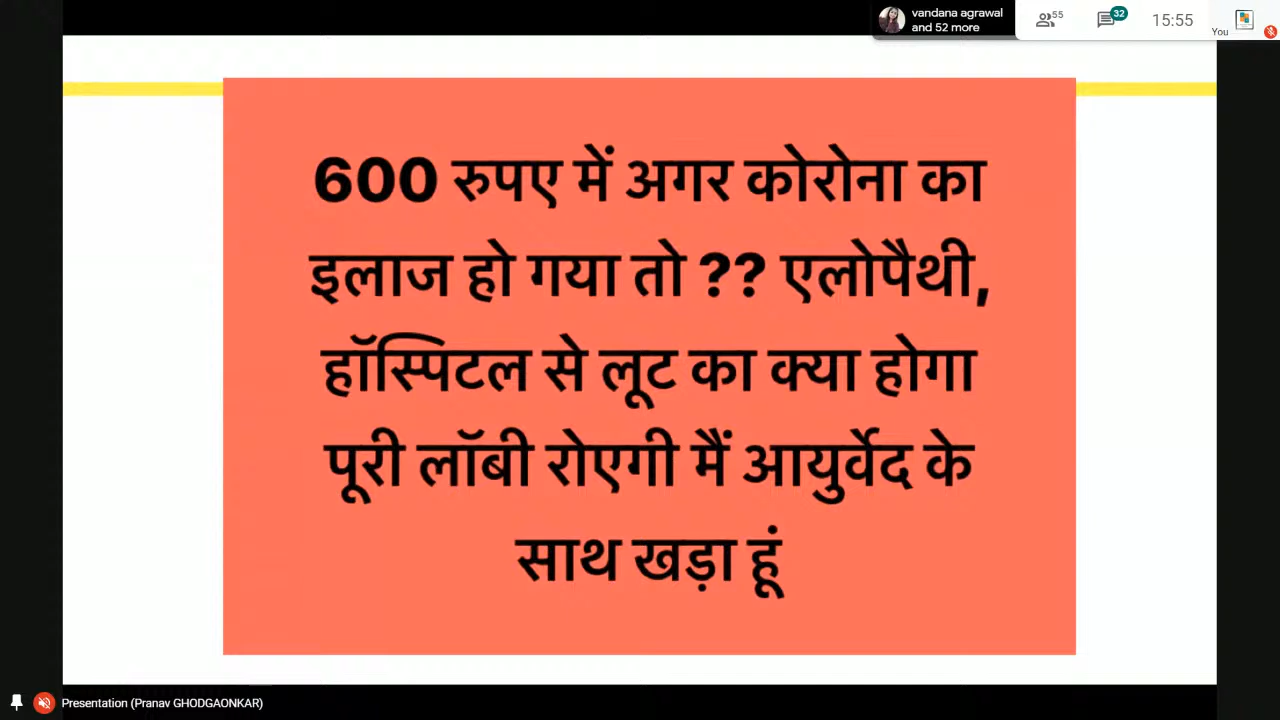 vandana agrawal
and 52 more
55
32
15:55
You
600 रुपए में अगर कोरोना का
इलाज हो गया तो ?? एलोपैथी,
हॉस्पिटल से लूट का क्या होगा
पूरी लॉबी रोएगी मैं आयुर्वेद के
साथ खड़ा हूं
Presentation (Pranav GHODGAONKAR)